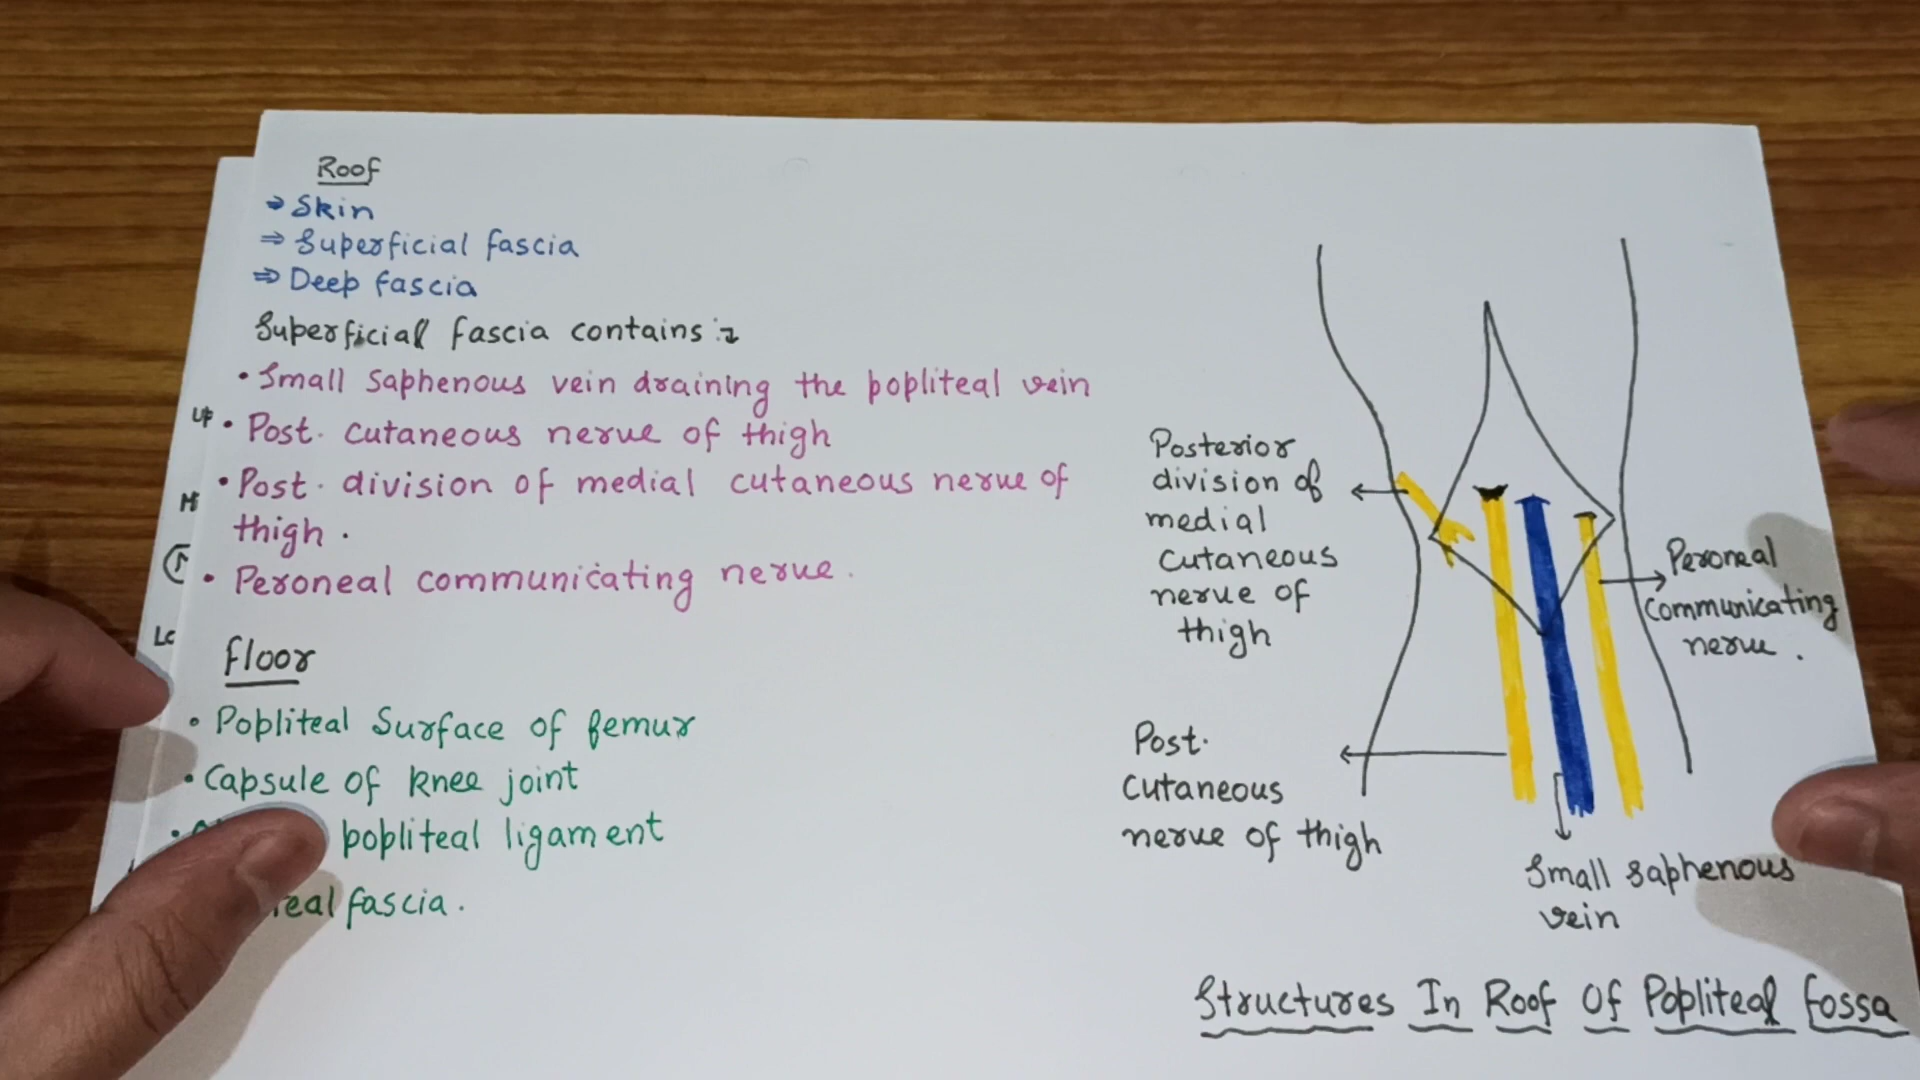 Roof
⇒ Skin
⇒ Superficial fascia
⇒ Deep fascia
Superficial fascia contains :-
• Small Saphenous vein draining the popliteal vein
• Post. cutaneous nerve of thigh
• Post. division of medial cutaneous nerve of
thigh.
• Peroneal communicating nerve.
Floor
• Popliteal Surface of femur
• Capsule of knee joint
popliteal ligament
fascia.
Posterior
division of
medial
cutaneous
nerve of
thigh
Peroneal
communicating
nerve.
Post.
cutaneous
nerve of thigh
Small saphenous
vein
Structures In Roof Of Popliteal fossa